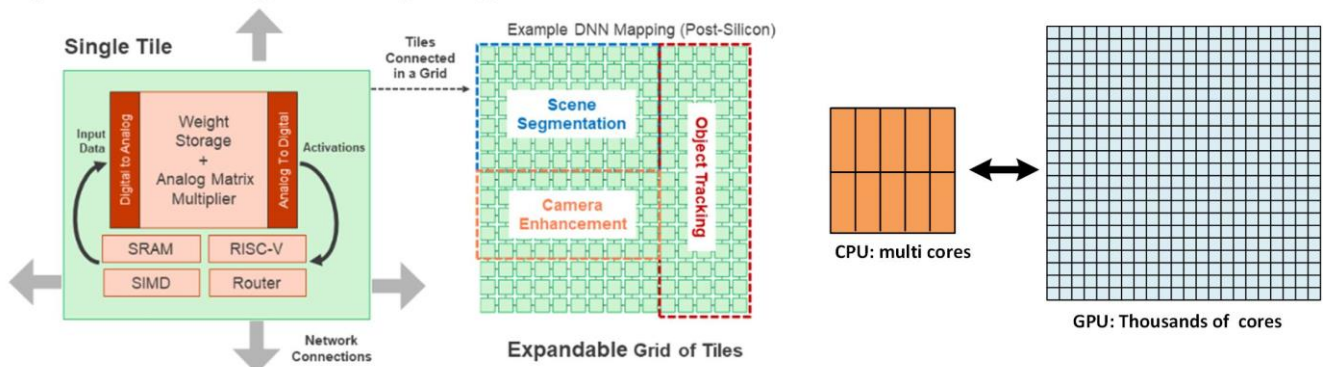 Single Tile
Digital to Analog
Weight
Storage
+
Analog Matrix
Multiplier
Analog To Digital
Input
Data
Activations
SRAM
RISC-V
SIMD
Router
Network
Connections
Tiles
Connected
in a Grid
Example DNN Mapping (Post-Silicon)
Scene
Segmentation
Camera
Enhancement
Object Tracking
Expandable Grid of Tiles
CPU: multi cores
GPU: Thousands of cores